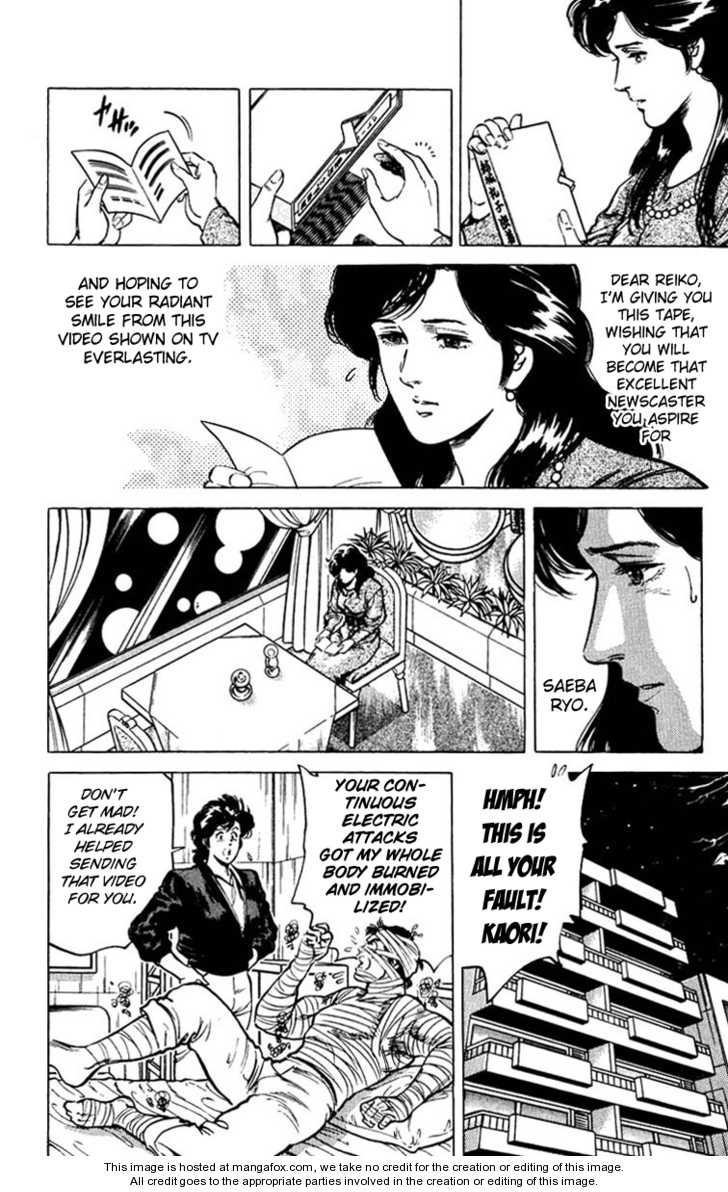 ドガッ
DEAR REIKO,
I'M GIVING YOU
THIS TAPE,
WISHING THAT
YOU WILL
BECOME THAT
EXCELLENT
NEWSCASTER
YOU ASPIRE
FOR
AND HOPING TO
SEE YOUR RADIANT
SMILE FROM THIS
VIDEO SHOWN ON TV
EVERLASTING.
SAEBA
RYO.
HMPH!
THIS IS
ALL YOUR
FAULT!
KAORI!
YOUR CON-
TINUOUS
ELECTRIC
ATTACKS
GOT MY WHOLE
BODY BURNED
AND IMMOBI-
LIZED!
DON'T
GET MAD!
I ALREADY
HELPED
SENDING
THAT VIDEO
FOR YOU.
This image is hosted at mangafox.com, we take no credit for the creation or editing of this image.
All credit goes to the appropriate parties involved in the creation or editing of this image.